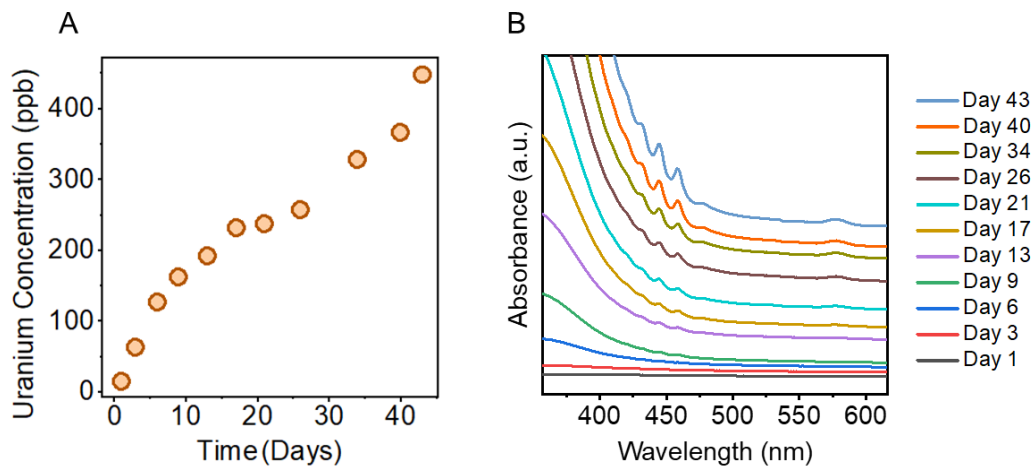 A
Uranium Concentration (ppb)
400
300
200
100
0
0 10 20 30 40
Time (Days)
B
Absorbance (a.u.)
400 450 500 550 600
Wavelength (nm)
Day 43
Day 40
Day 34
Day 26
Day 21
Day 17
Day 13
Day 9
Day 6
Day 3
Day 1